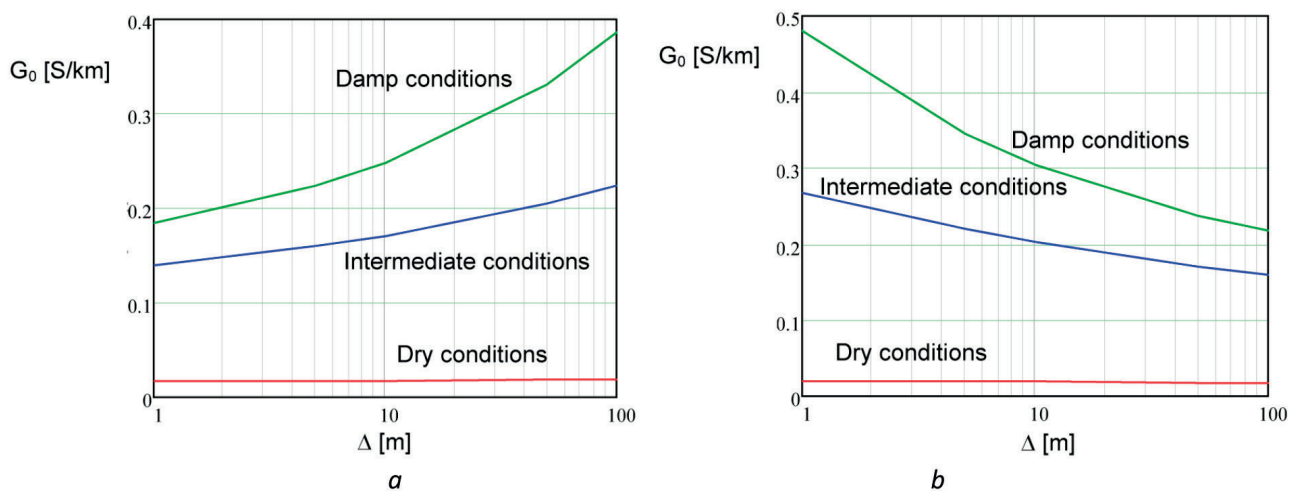 0.4
G₀ [S/km]
Damp conditions
0.3
0.2
Intermediate conditions
0.1
Dry conditions
0
1
10
100
Δ [m]
a
0.5
G₀ [S/km]
0.4
Damp conditions
0.3
Intermediate conditions
0.2
0.1
Dry conditions
0
1
10
100
Δ [m]
b